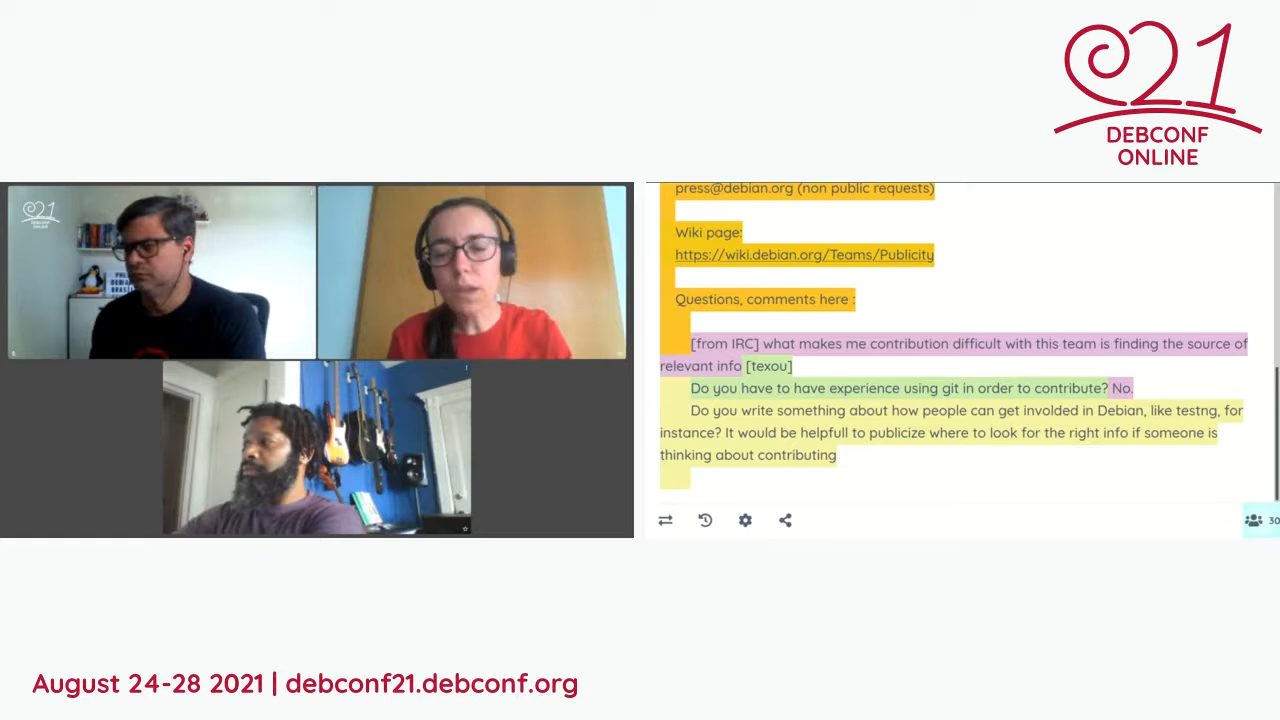 21
DEBCONF
ONLINE
21
press@debian.org (non public requests)
Wiki page:
https://wiki.debian.org/Teams/Publicity
Questions, comments here :
[from IRC] what makes me contribution difficult with this team is finding the source of
relevant info [texou]
Do you have to have experience using git in order to contribute? No.
Do you write something about how people can get involded in Debian, like testng, for
instance? It would be helpfull to publicize where to look for the right info if someone is
thinking about contributing
30
August 24-28 2021 | debconf21.debconf.org